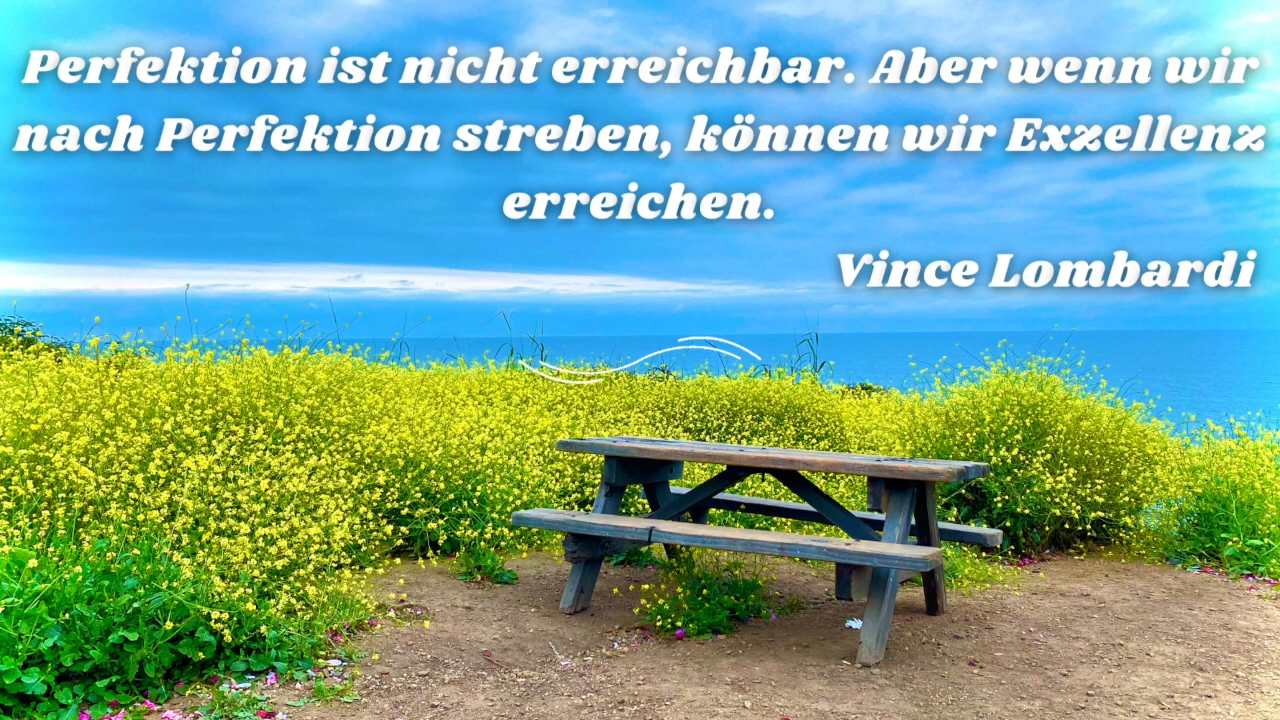 Perfektion ist nicht erreichbar. Aber wenn wir
nach Perfektion streben, können wir Exzellenz
erreichen.
Vince Lombardi